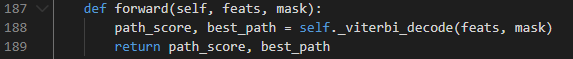 187 def forward(self, feats, mask):
188 path_score, best_path = self._viterbi_decode(feats, mask)
189 return path_score, best_path